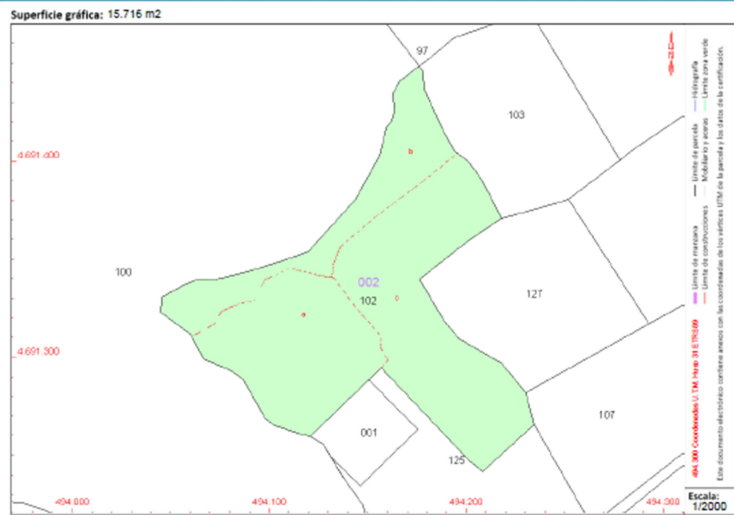 Superficie gráfica: 15.716 m2
97
103
4.691.400
b
100
002
102
127
c
a
4.691.300
001
107
125
494.000
494.100
494.200
494.300
Límite de manzana
Límite de parcela
Hidrografía
Límite de construcciones
Mobiliario y aceras
Límite zona verde
494.300 Coordenadas U.T.M. Huso 31 ETRS89
Este documento electrónico contiene anexos con las coordenadas de los vértices UTM de la parcela y los datos de la certificación.
Escala:
1/2000